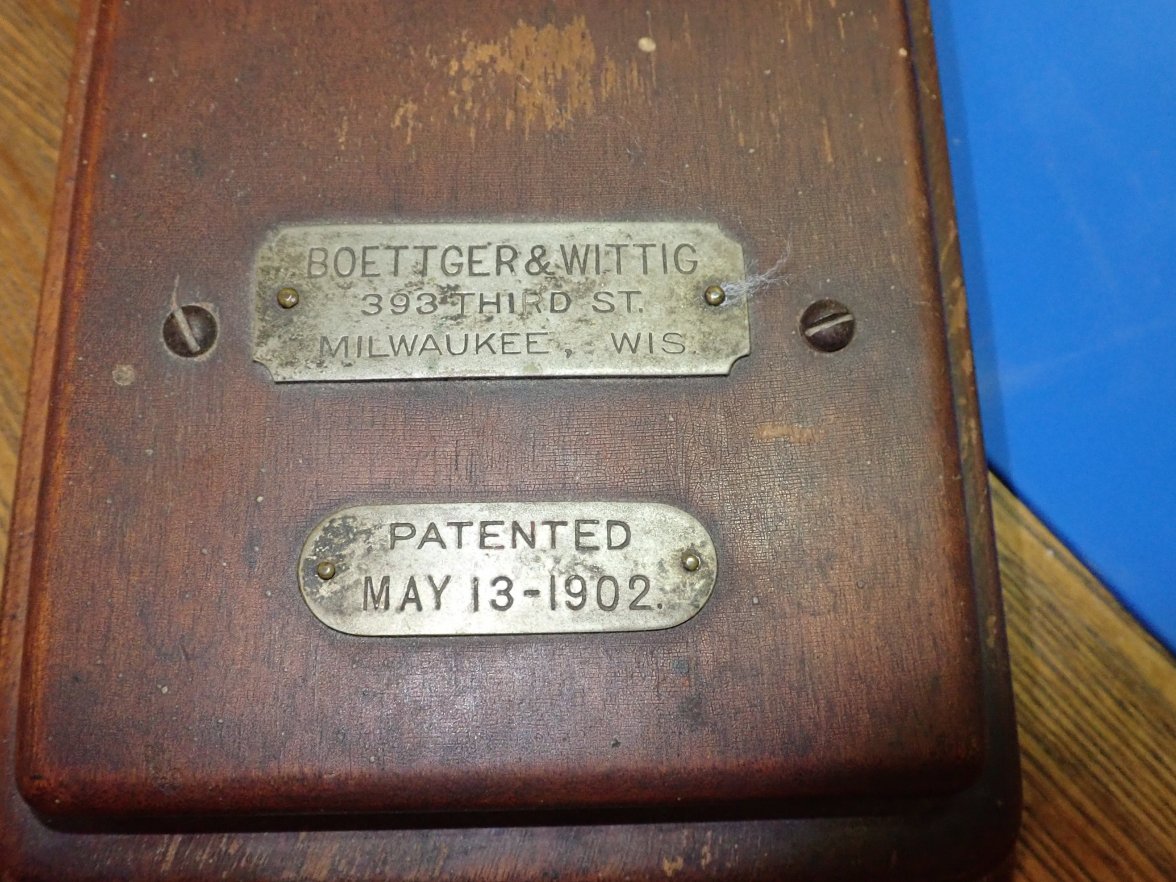 BOETTGER & WITTIG
393 THIRD ST.
MILWAUKEE, WIS.
PATENTED
MAY 13-1902.